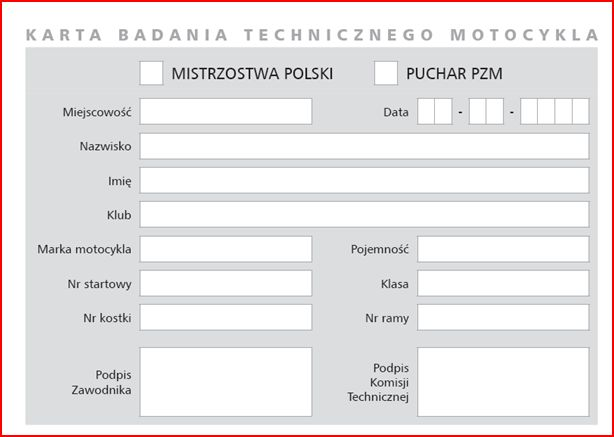 KARTA BADANIA TECHNICZNEGO MOTOCYKLA
MISTRZOSTWA POLSKI PUCHAR PZM
Miejscowość Data - -
Nazwisko
Imię
Klub
Marka motocykla Pojemność
Nr startowy Klasa
Nr kostki Nr ramy
Podpis
Zawodnika
Podpis
Komisji
Technicznej